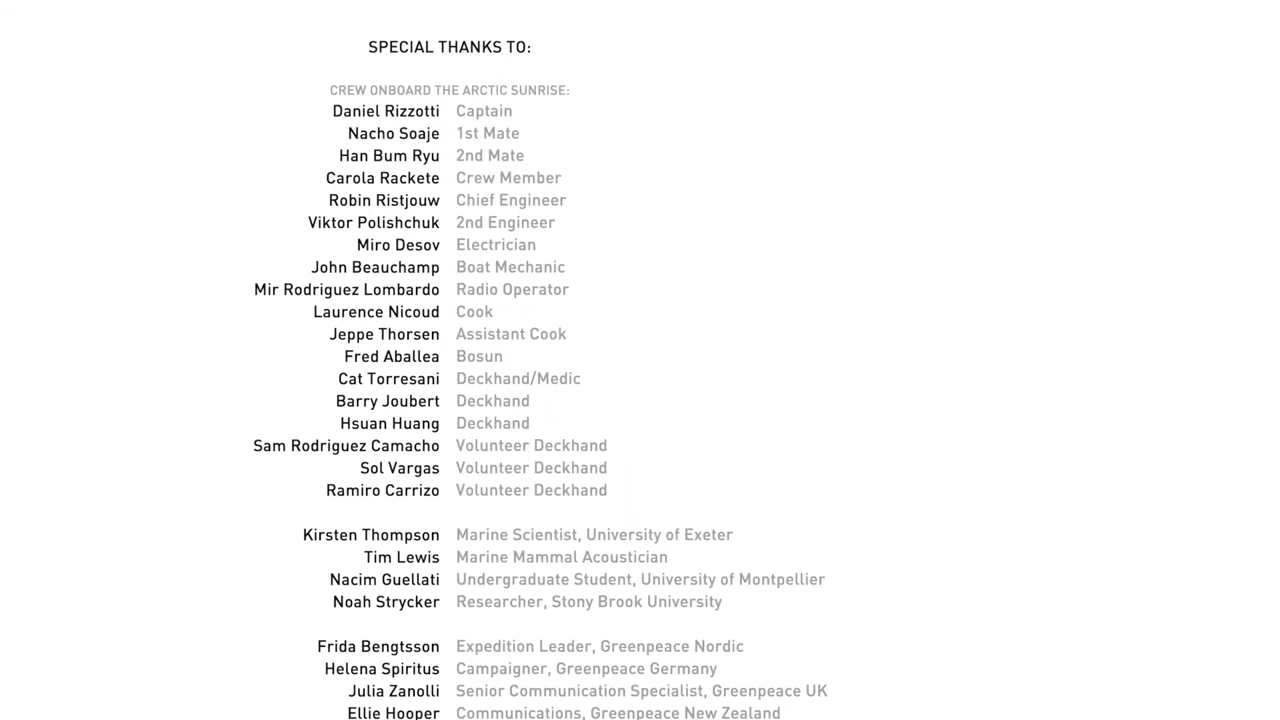 SPECIAL THANKS TO:
CREW ONBOARD THE ARCTIC SUNRISE:
Daniel Rizzotti Captain
Nacho Soaje 1st Mate
Han Bum Ryu 2nd Mate
Carola Rackete Crew Member
Robin Ristjouw Chief Engineer
Viktor Polishchuk 2nd Engineer
Miro Desov Electrician
John Beauchamp Boat Mechanic
Mir Rodriguez Lombardo Radio Operator
Laurence Nicoud Cook
Jeppe Thorsen Assistant Cook
Fred Aballea Bosun
Cat Torresani Deckhand/Medic
Barry Joubert Deckhand
Hsuan Huang Deckhand
Sam Rodriguez Camacho Volunteer Deckhand
Sol Vargas Volunteer Deckhand
Ramiro Carrizo Volunteer Deckhand
Kirsten Thompson Marine Scientist, University of Exeter
Tim Lewis Marine Mammal Acoustician
Nacim Guellati Undergraduate Student, University of Montpellier
Noah Strycker Researcher, Stony Brook University
Frida Bengtsson Expedition Leader, Greenpeace Nordic
Helena Spiritus Campaigner, Greenpeace Germany
Julia Zanolli Senior Communication Specialist, Greenpeace UK
Ellie Hooper Communications, Greenpeace New Zealand